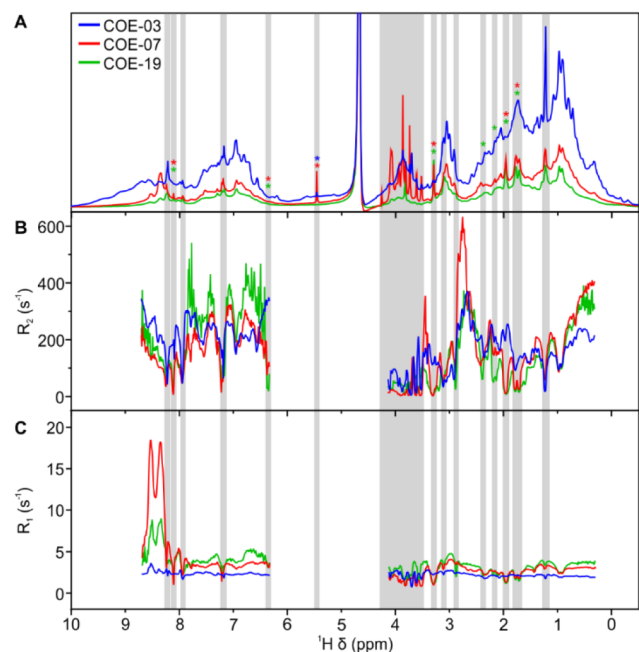 A
COE-03
COE-07
COE-19
* * * * * * * * * * * * *
B
600
400
200
0
R₂ (s⁻¹)
C
20
15
10
5
0
R₁ (s⁻¹)
10 9 8 7 6 5 4 3 2 1 0
¹H δ (ppm)